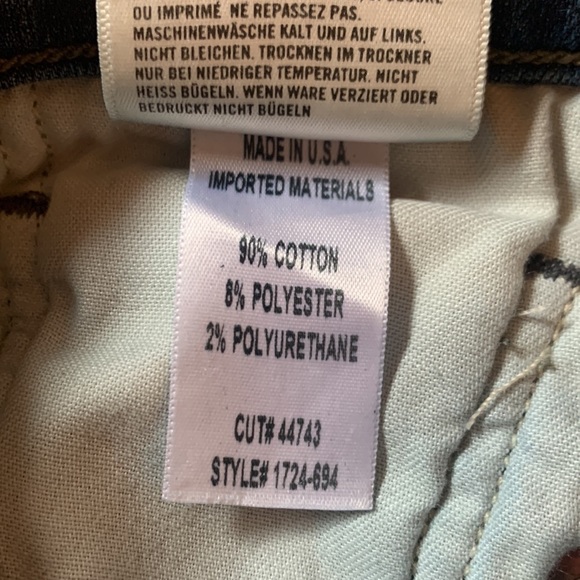 OU IMPRIMÉ NE REPASSEZ PAS.
MASCHINENWÄSCHE KALT UND AUF LINKS.
NICHT BLEICHEN. TROCKNEN IM TROCKNER
NUR BEI NIEDRIGER TEMPERATUR. NICHT
HEISS BÜGELN. WENN WARE VERZIERT ODER
BEDRUCKT NICHT BÜGELN
MADE IN U.S.A.
IMPORTED MATERIALS
90% COTTON
8% POLYESTER
2% POLYURETHANE
CUT# 44743
STYLE# 1724-694